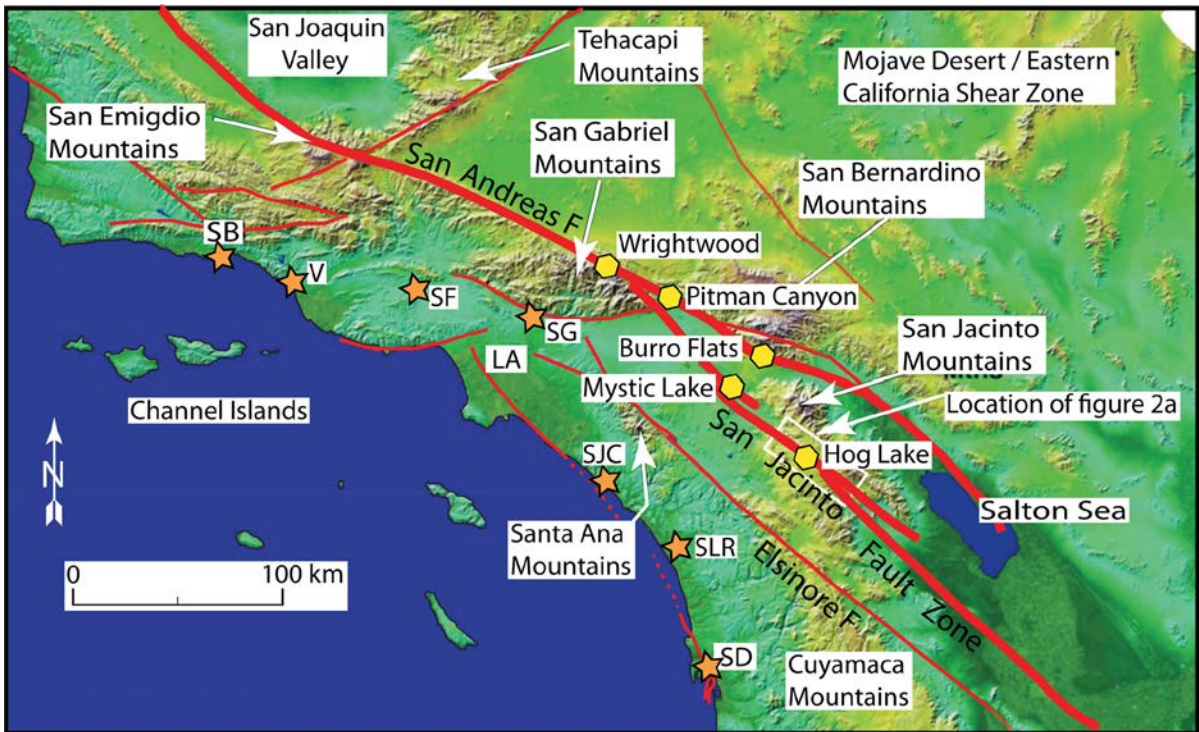 San Joaquin
Valley
Tehacapi
Mountains
Mojave Desert / Eastern
California Shear Zone
San Emigdio
Mountains
San Gabriel
Mountains
San Andreas F
San Bernardino
Mountains
SB
Wrightwood
V
SF
Pitman Canyon
SG
San Jacinto
Mountains
LA
Burro Flats
Mystic Lake
Location of figure 2a
Channel Islands
San Jacinto Fault Zone
Hog Lake
N
SJC
Salton Sea
Santa Ana
Mountains
SLR
Elsinore F
0 100 km
SD
Cuyamaca
Mountains